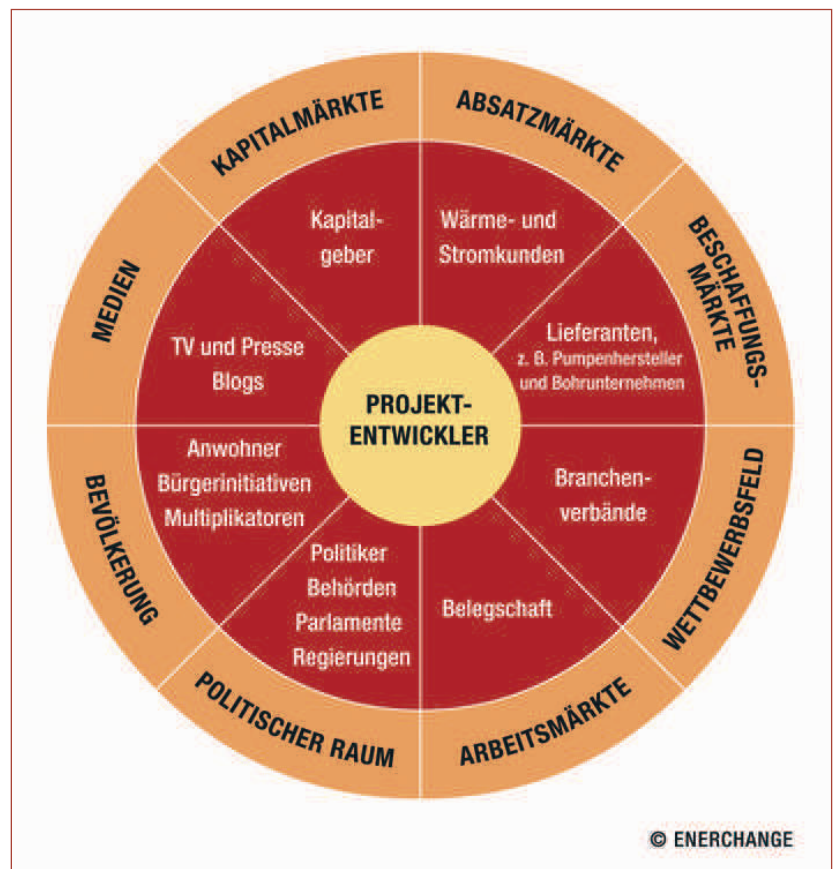 KAPITALMÄRKTE
Kapital-
geber
ABSATZMÄRKTE
Wärme- und
Stromkunden
BESCHAFFUNGS-
MÄRKTE
Lieferanten,
z. B. Pumpenhersteller
und Bohrunternehmen
WETTBEWERBSFELD
Branchen-
verbände
ARBEITSMÄRKTE
Belegschaft
POLITISCHER RAUM
Politiker
Behörden
Parlamente
Regierungen
BEVÖLKERUNG
Anwohner
Bürgerinitiativen
Multiplikatoren
MEDIEN
TV und Presse
Blogs
PROJEKT-
ENTWICKLER
© ENERCHANGE